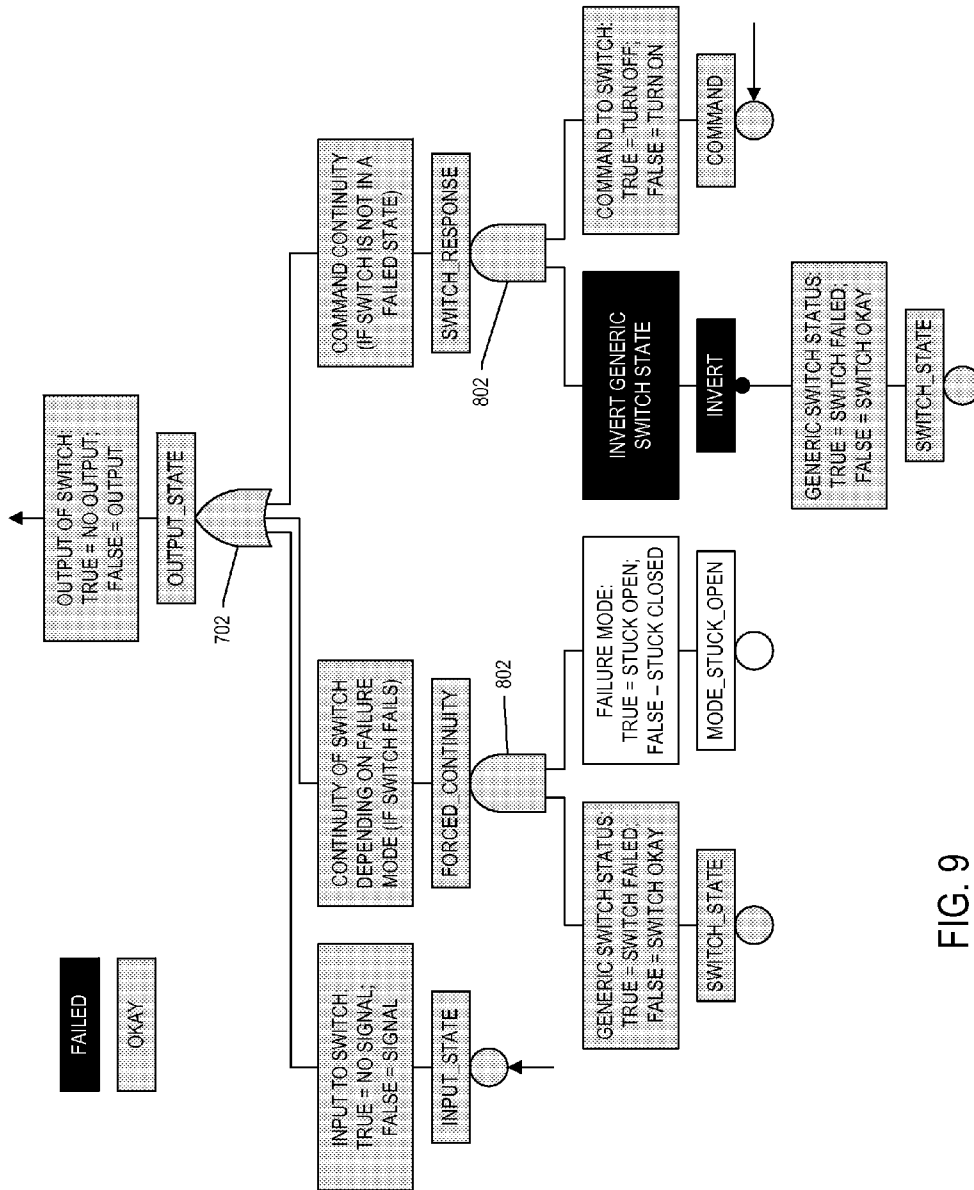 FAILED
OKAY
OUTPUT OF SWITCH:
TRUE = NO OUTPUT;
FALSE = OUTPUT
OUTPUT_STATE
702
INPUT TO SWITCH:
TRUE = NO SIGNAL;
FALSE = SIGNAL
INPUT_STATE
CONTINUITY OF SWITCH
DEPENDING ON FAILURE
MODE (IF SWITCH FAILS)
FORCED_CONTINUITY
802
COMMAND CONTINUITY
(IF SWITCH IS NOT IN A
FAILED STATE)
SWITCH_RESPONSE
802
GENERIC SWITCH STATUS:
TRUE = SWITCH FAILED,
FALSE = SWITCH OKAY
SWITCH_STATE
FAILURE MODE:
TRUE = STUCK OPEN;
FALSE – STUCK CLOSED
MODE_STUCK_OPEN
INVERT GENERIC
SWITCH STATE
INVERT
COMMAND TO SWITCH:
TRUE = TURN OFF;
FALSE = TURN ON
COMMAND
GENERIC SWITCH STATUS:
TRUE = SWITCH FAILED,
FALSE = SWITCH OKAY
SWITCH_STATE
FIG. 9